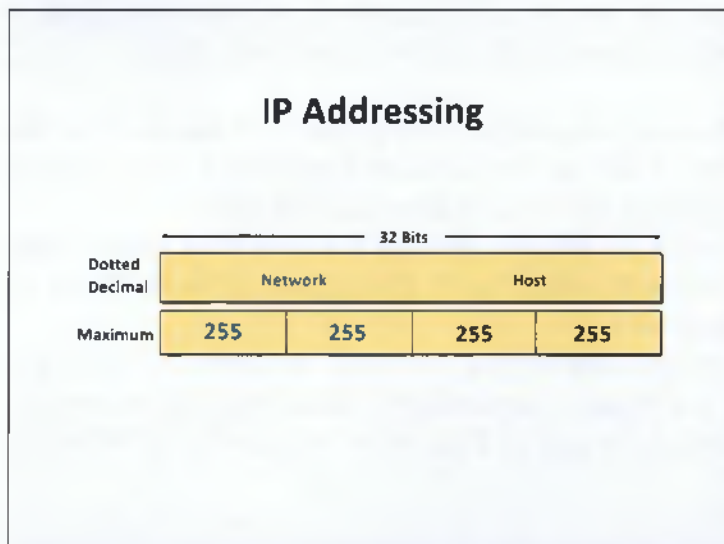 IP Addressing
32 Bits
Dotted
Decimal
Network Host
Maximum 255 255 255 255